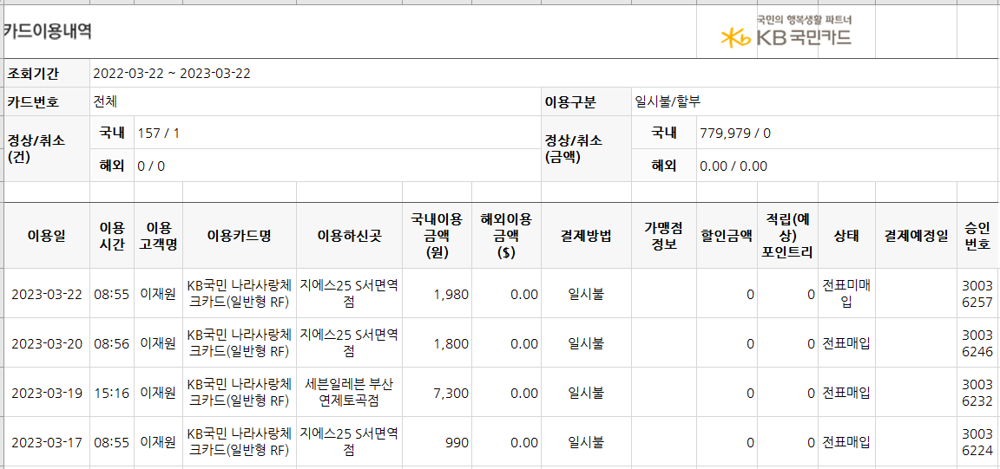 카드이용내역
국민의 행복생활 파트너
KB 국민카드
조회기간 2022-03-22 ~ 2023-03-22
카드번호 전체 이용구분 일시불/할부
정상/취소
(건)
국내 157 / 1
해외 0 / 0
정상/취소
(금액)
국내 779,979 / 0
해외 0.00 / 0.00
이용일
이용
시간
이용
고객명
이용카드명
이용하신곳
국내이용
금액
(원)
해외이용
금액
($)
결제방법
가맹점
정보
할인금액
적립(예
상)
포인트리
상태
결제예정일
승인
번호
2023-03-22
08:55
이재원
KB국민 나라사랑체
크카드(일반형 RF)
지에스25 S서면역
점
1,980
0.00
일시불
0
0
전표미매
입
3003
6257
2023-03-20
08:56
이재원
KB국민 나라사랑체
크카드(일반형 RF)
지에스25 S서면역
점
1,800
0.00
일시불
0
0
전표매입
3003
6246
2023-03-19
15:16
이재원
KB국민 나라사랑체
크카드(일반형 RF)
세븐일레븐 부산
연제토곡점
7,300
0.00
일시불
0
0
전표매입
3003
6232
2023-03-17
08:55
이재원
KB국민 나라사랑체
크카드(일반형 RF)
지에스25 S서면역
점
990
0.00
일시불
0
0
전표매입
3003
6224